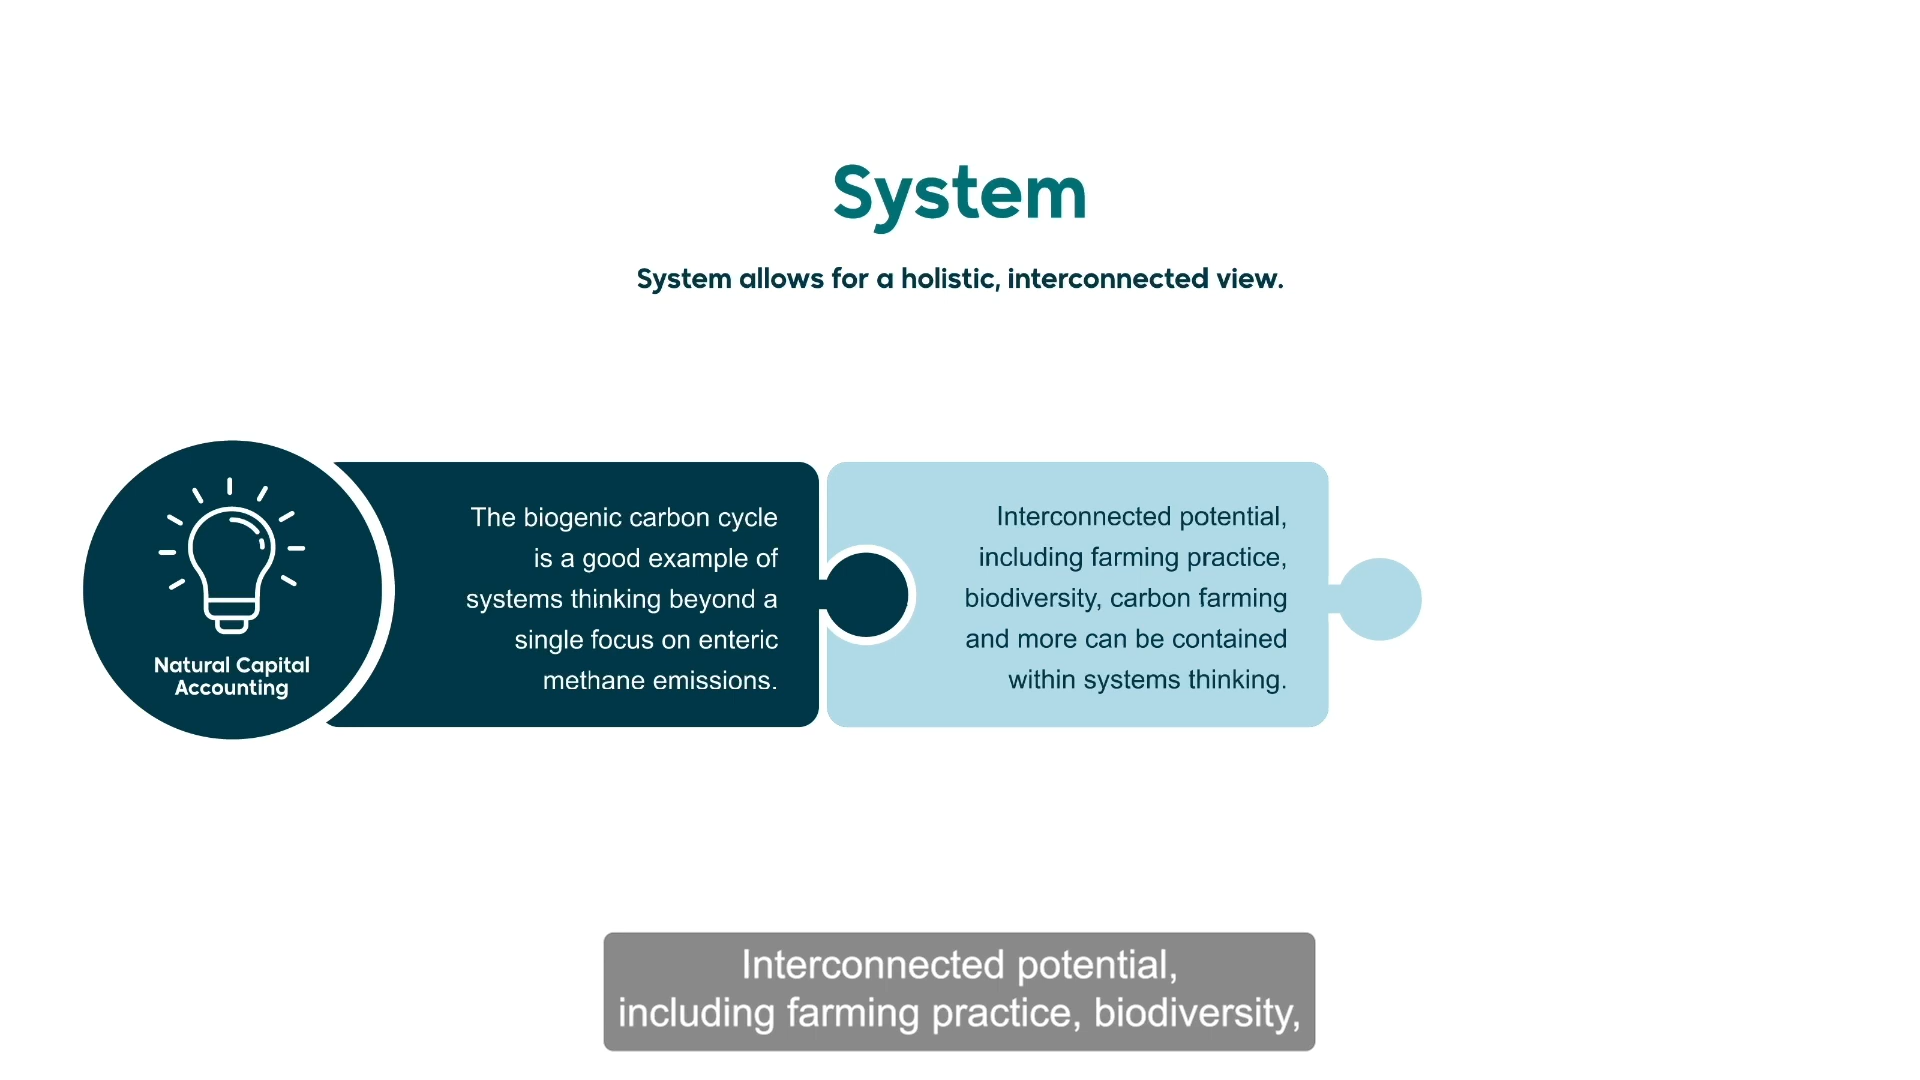 System
System allows for a holistic, interconnected view.
Natural Capital
Accounting
The biogenic carbon cycle
is a good example of
systems thinking beyond a
single focus on enteric
methane emissions.
Interconnected potential,
including farming practice,
biodiversity, carbon farming
and more can be contained
within systems thinking.
Interconnected potential,
including farming practice, biodiversity,